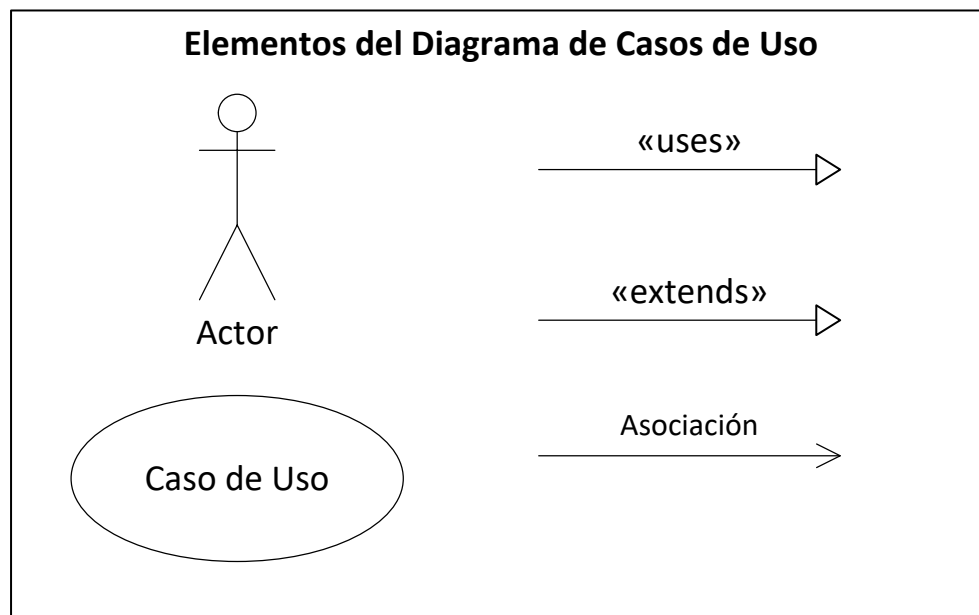 Elementos del Diagrama de Casos de Uso
«uses»
«extends»
Actor
Asociación
Caso de Uso